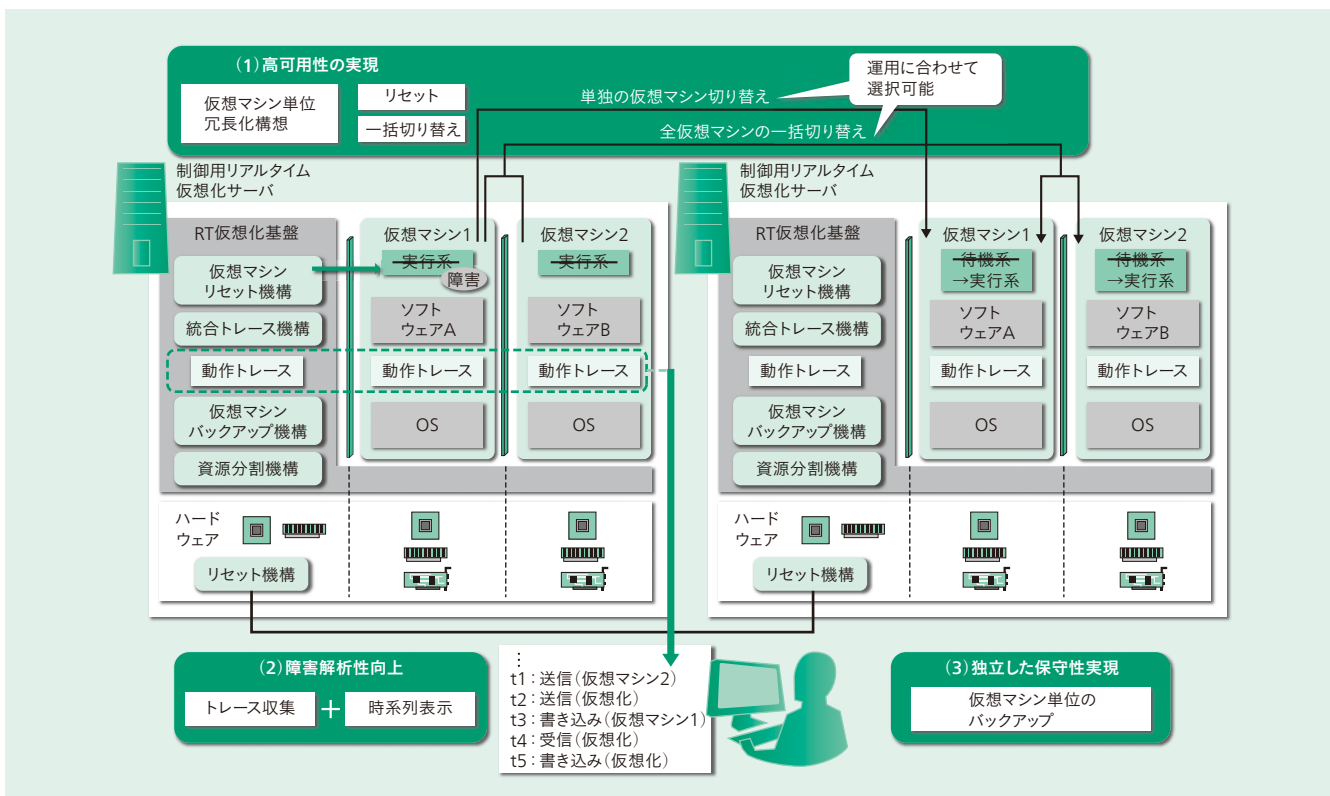 (1)高可用性の実現
仮想マシン単位
冗長化構想
リセット
一括切り替え
単独の仮想マシン切り替え
全仮想マシンの一括切り替え
運用に合わせて
選択可能
制御用リアルタイム
仮想化サーバ
RT仮想化基盤
仮想マシン
リセット機構
統合トレース機構
動作トレース
仮想マシン
バックアップ機構
資源分割機構
仮想マシン1
実行系
障害
ソフト
ウェアA
動作トレース
OS
仮想マシン2
実行系
ソフト
ウェアB
動作トレース
OS
ハード
ウェア
リセット機構
制御用リアルタイム
仮想化サーバ
RT仮想化基盤
仮想マシン
リセット機構
統合トレース機構
動作トレース
仮想マシン
バックアップ機構
資源分割機構
仮想マシン1
待機系
→実行系
ソフト
ウェアA
動作トレース
OS
仮想マシン2
待機系
→実行系
ソフト
ウェアB
動作トレース
OS
ハード
ウェア
リセット機構
(2)障害解析性向上
トレース収集
+
時系列表示
⋮
t1：送信(仮想マシン2)
t2：送信(仮想化)
t3：書き込み(仮想マシン1)
t4：受信(仮想化)
t5：書き込み(仮想化)
(3)独立した保守性実現
仮想マシン単位の
バックアップ